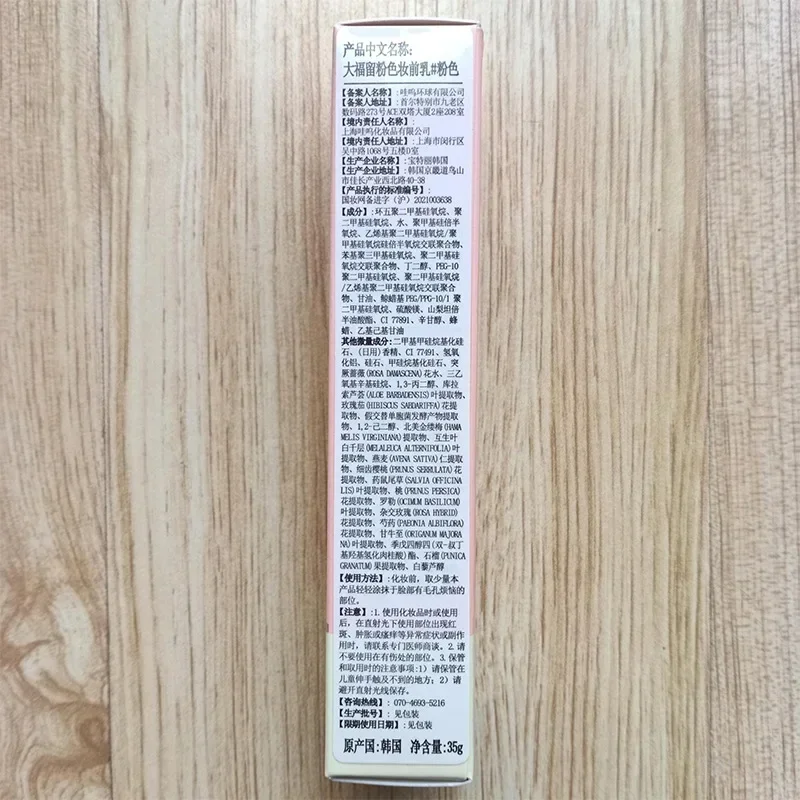 产品中文名称:
大福留粉色妆前乳#粉色
【备案人名称】:哇呜环球有限公司
【备案人地址】:首尔特别市九老区
数码路273号ACE双塔大厦2座208室
【境内责任人名称】:
上海哇呜化妆品有限公司
【境内责任人地址】:上海市闵行区
吴中路1068号五楼D室
【生产企业名称】:宝特丽韩国
【生产企业地址】:韩国京畿道乌山
市佳长产业西北路40-38
【产品执行的标准编号】:
国妆网备进字（沪）2021003638
【成分】:环五聚二甲基硅氧烷、聚
二甲基硅氧烷、水、聚甲基硅倍半
氧烷、乙烯基聚二甲基硅氧烷/聚
甲基硅氧烷硅倍半氧烷交联聚合物、
苯基聚三甲基硅氧烷、聚二甲基硅
氧烷交联聚合物、丁二醇、PEG-10
聚二甲基硅氧烷、聚二甲基硅氧烷
/乙烯基聚二甲基硅氧烷交联聚合
物、甘油、鲸蜡基PEG/PPG-10/1 聚
二甲基硅氧烷、硫酸镁、山梨坦倍
半油酸酯、CI 77891、辛甘醇、蜂
蜡、乙基己基甘油
其他微量成分:二甲基甲硅烷基化硅
石、(日用)香精、CI 77491、氢氧
化铝、硅石、甲硅烷基化硅石、突
厥蔷薇(ROSA DAMASCENA)花水、三乙
氧基辛基硅烷、1,3-丙二醇、库拉
索芦荟(ALOE BARBADENSIS)叶提取物、
玫瑰茄(HIBISCUS SABDARIFFA)花提
取物、假交替单胞菌发酵产物提取
物、1,2-己二醇、北美金缕梅(HAMA
MELIS VIRGINIANA)提取物、互生叶
白千层(MELALEUCA ALTERNIFOLIA)叶
提取物、燕麦(AVENA SATIVA)仁提取
物、细齿樱桃(PRUNUS SERRULATA)花
提取物、药鼠尾草(SALVIA OFFICINA
LIS)叶提取物、桃(PRUNUS PERSICA)
花提取物、罗勒(OCIMUM BASILICUM)
叶提取物、杂交玫瑰(ROSA HYBRID)
花提取物、芍药(PAEONIA ALBIFLORA)
花提取物、甘牛至(ORIGANUM MAJORA
NA)叶提取物、季戊四醇四(双-叔丁
基羟基氢化肉桂酸)酯、石榴(PUNICA
GRANATUM)果提取物、白藜芦醇
【使用方法】:化妆前，取少量本
产品轻轻涂抹于脸部有毛孔烦恼的
部位。
【注意】:1.使用化妆品时或使用
后，在直射光下使用部位出现红
斑、肿胀或瘙痒等异常症状或副作
用时，请联系专门医师商谈。2.请
不要使用在有伤处的部位。3.保管
和取用时的注意事项:1）请保管在
儿童伸手触及不到的地方; 2）请
避开直射光线保存。
【咨询热线】:070-4693-5216
【生产批号】:见包装
【限期使用日期】:见包装
原产国:韩国 净含量:35g